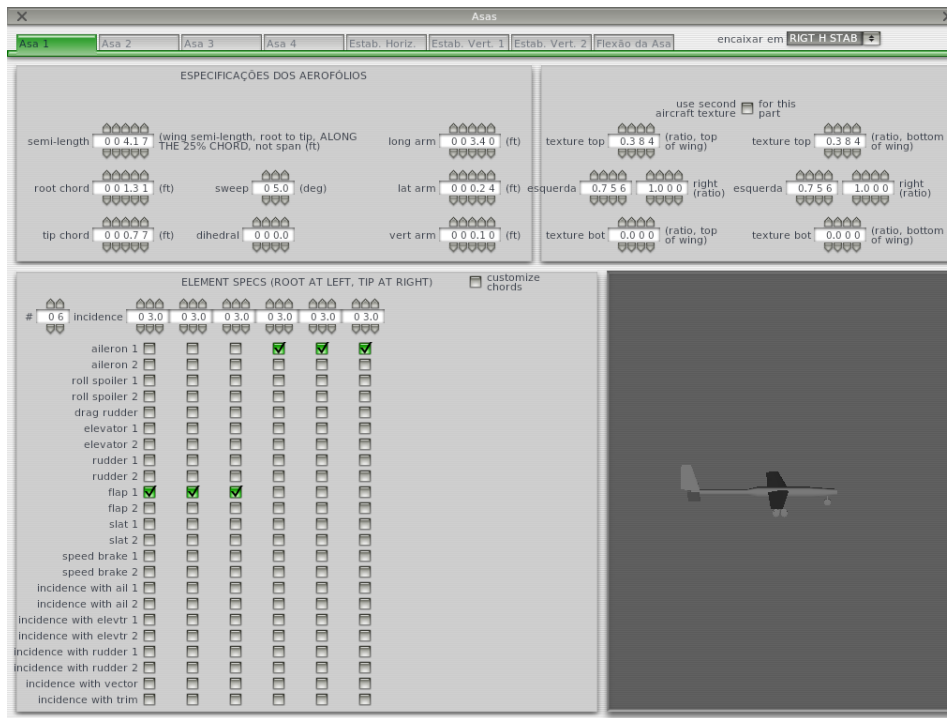 Asas
Asa 1 Asa 2 Asa 3 Asa 4 Estab. Horiz. Estab. Vert. 1 Estab. Vert. 2 Flexão da Asa encaixar em RIGT H STAB
ESPECIFICAÇÕES DOS AEROFÓLIOS
semi-length 0 0 4.1 7 (wing semi-length, root to tip, ALONG
THE 25% CHORD, not span (ft)
long arm 0 0 3.4 0 (ft)
root chord 0 0 1.3 1 (ft) sweep 0 5.0 (deg) lat arm 0 0 0.2 4 (ft)
tip chord 0 0 0.7 7 (ft) dihedral 0 0 0.0 vert arm 0 0 0.1 0 (ft)
use second
aircraft texture
for this
part
texture top 0.3 8 4 (ratio, top
of wing)
texture top 0.3 8 4 (ratio, bottom
of wing)
esquerda 0.7 5 6 1.0 0 0 right
(ratio)
esquerda 0.7 5 6 1.0 0 0 right
(ratio)
texture bot 0.0 0 0 (ratio, top
of wing)
texture bot 0.0 0 0 (ratio, bottom
of wing)
ELEMENT SPECS (ROOT AT LEFT, TIP AT RIGHT)
customize
chords
# 0 6 incidence 0 3.0 0 3.0 0 3.0 0 3.0 0 3.0 0 3.0
aileron 1
aileron 2
roll spoiler 1
roll spoiler 2
drag rudder
elevator 1
elevator 2
rudder 1
rudder 2
flap 1
flap 2
slat 1
slat 2
speed brake 1
speed brake 2
incidence with ail 1
incidence with ail 2
incidence with elevtr 1
incidence with elevtr 2
incidence with rudder 1
incidence with rudder 2
incidence with vector
incidence with trim